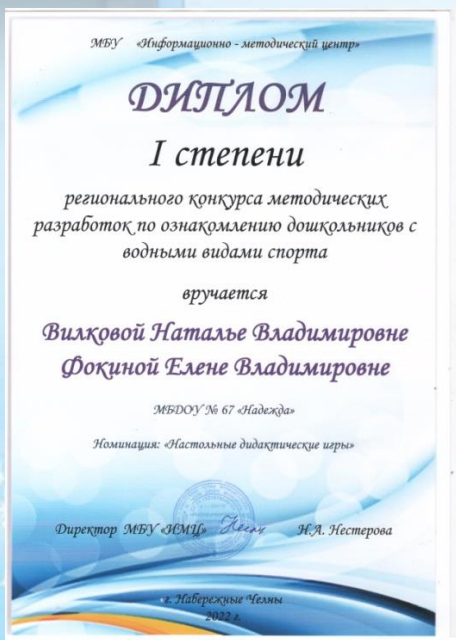 МБУ «Информационно - методический центр»
ДИПЛОМ
I степени
регионального конкурса методических
разработок по ознакомлению дошкольников с
водными видами спорта
вручается
Вилковой Наталье Владимировне
Фокиной Елене Владимировне
МБДОУ № 67 «Надежда»
Номинация: «Настольные дидактические игры»
Директор МБУ «ИМЦ» Н.А. Нестерова
г. Набережные Челны
2022 г.